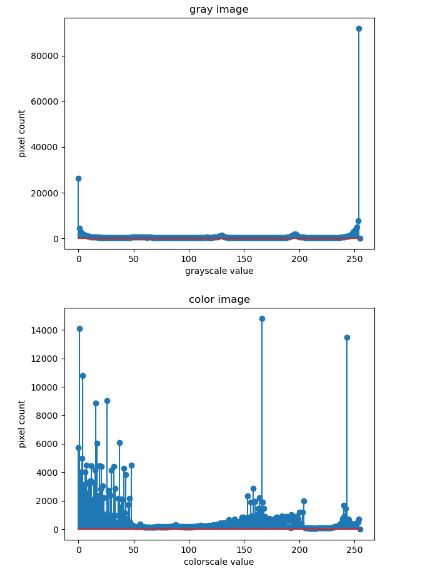 gray image
80000
60000
40000
20000
0
pixel count
0 50 100 150 200 250
grayscale value
color image
14000
12000
10000
8000
6000
4000
2000
0
pixel count
0 50 100 150 200 250
colorscale value